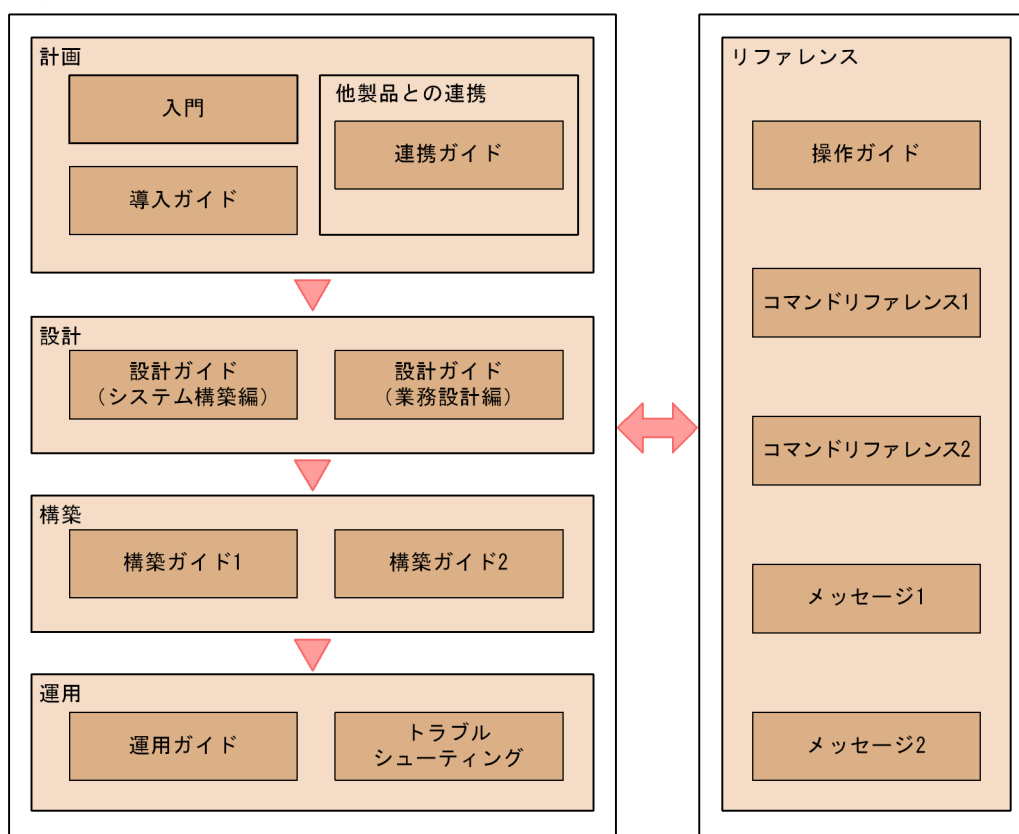 計画
入門
導入ガイド
他製品との連携
連携ガイド
設計
設計ガイド
（システム構築編）
設計ガイド
（業務設計編）
構築
構築ガイド1
構築ガイド2
運用
運用ガイド
トラブル
シューティング
リファレンス
操作ガイド
コマンドリファレンス1
コマンドリファレンス2
メッセージ1
メッセージ2